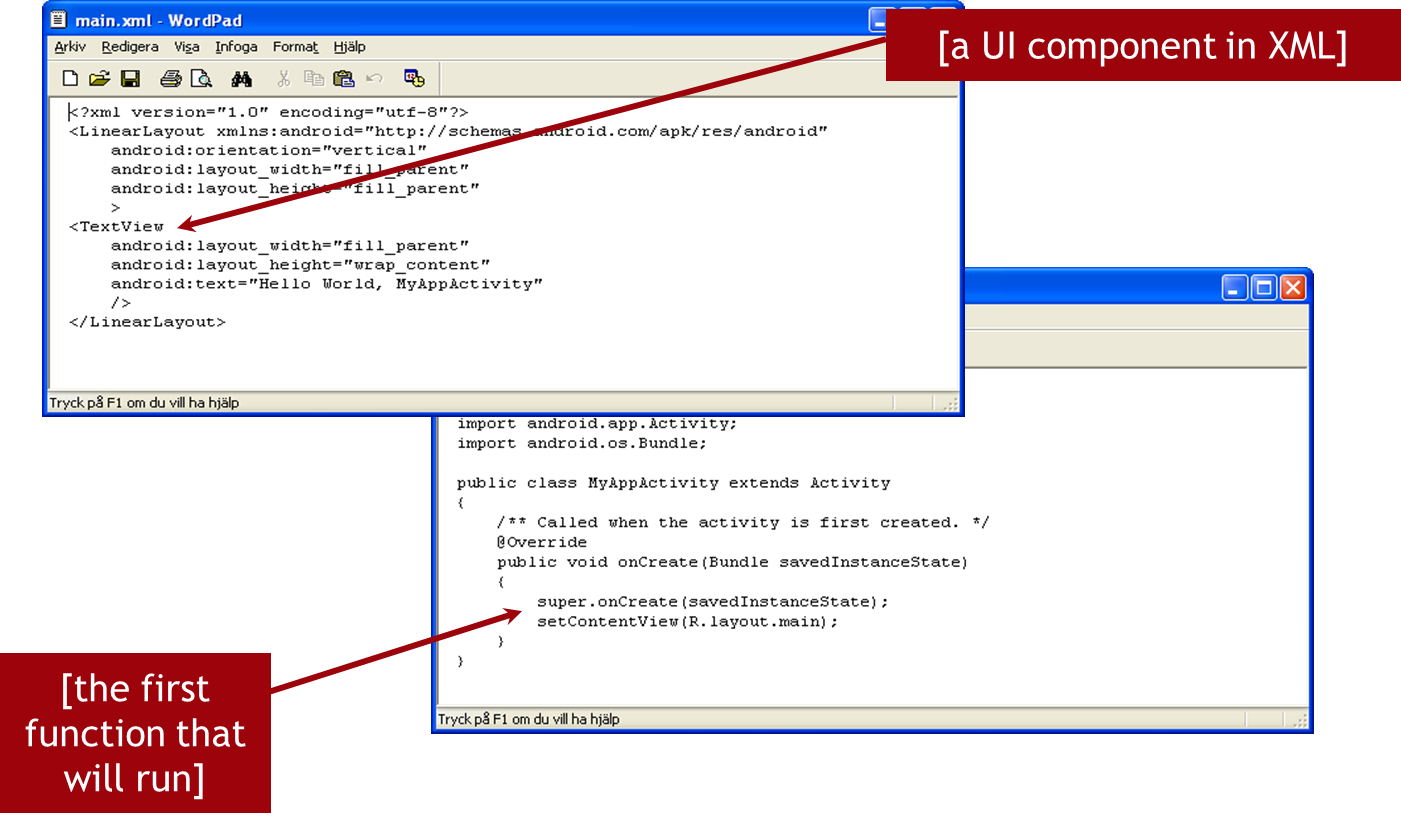 main.xml - WordPad
[a UI component in XML]
Arkiv Redigera Visa Infoga Format Hjälp
<?xml version="1.0" encoding="utf-8"?>
<LinearLayout xmlns:android="http://schemas.android.com/apk/res/android"
    android:orientation="vertical"
    android:layout_width="fill_parent"
    android:layout_height="fill_parent"
    >
<TextView
    android:layout_width="fill_parent"
    android:layout_height="wrap_content"
    android:text="Hello World, MyAppActivity"
    />
</LinearLayout>
Tryck på F1 om du vill ha hjälp
import android.app.Activity;
import android.os.Bundle;
public class MyAppActivity extends Activity
{
    /** Called when the activity is first created. */
    @Override
    public void onCreate(Bundle savedInstanceState)
    {
        super.onCreate(savedInstanceState);
        setContentView(R.layout.main);
    }
}
Tryck på F1 om du vill ha hjälp
[the first
function that
will run]